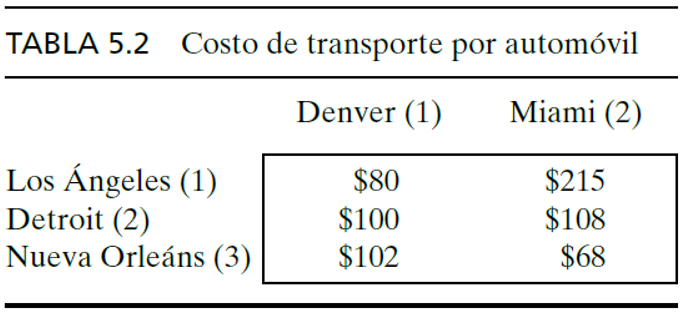 TABLA 5.2 Costo de transporte por automóvil
Denver (1) Miami (2)
Los Ángeles (1) $80 $215
Detroit (2) $100 $108
Nueva Orleáns (3) $102 $68